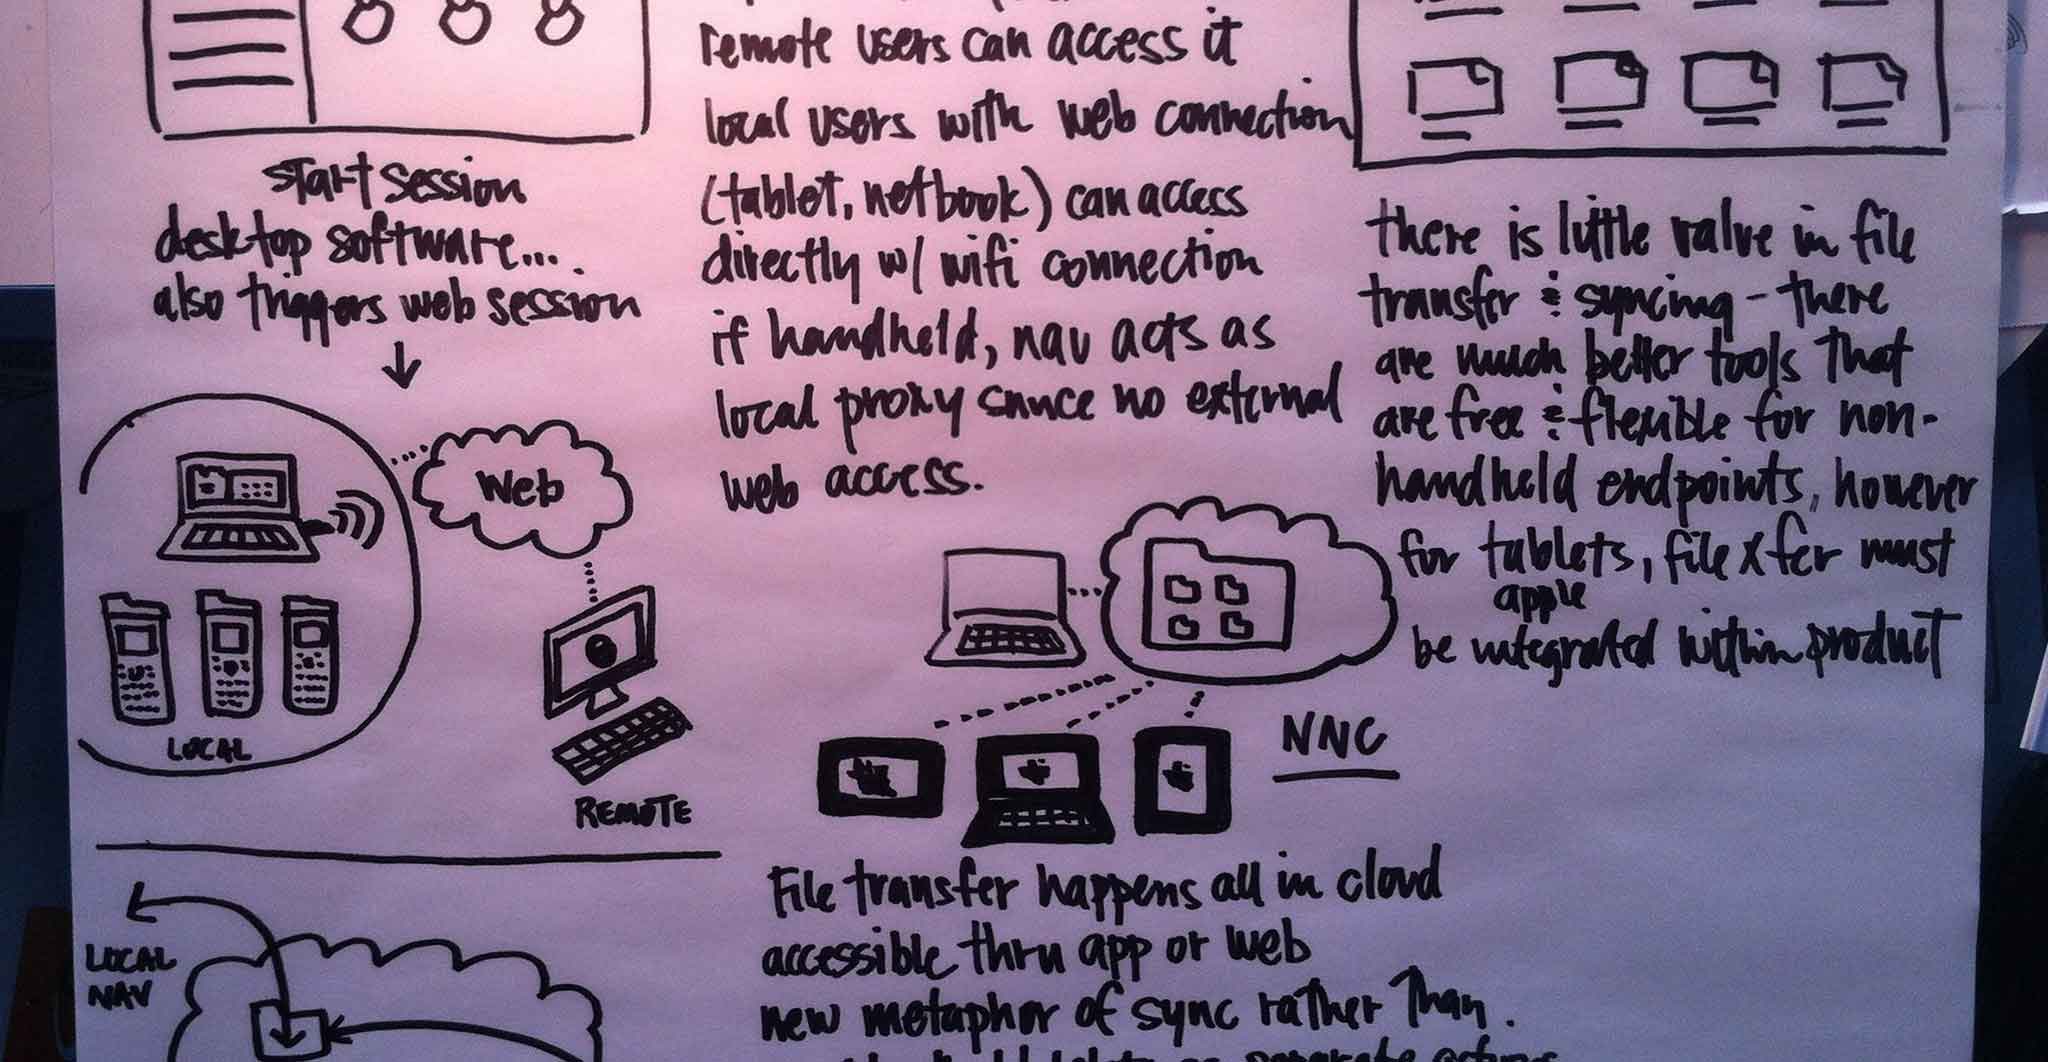 start session
desktop software...
also triggers web session
Web
LOCAL
REMOTE
LOCAL
NAV
remote users can access it
local users with web connection
(tablet, netbook) can access
directly w/ wifi connection
if handheld, nav acts as
local proxy snnce no external
web access.
NNC
File transfer happens all in cloud
accessible thru app or web
new metaphor of sync rather than.
separate actions
there is little value in file
transfer & syncing - there
are much better tools that
are free & flexible for non-
handheld endpoints, however
for tablets, file xfer must
apple
be integrated within product